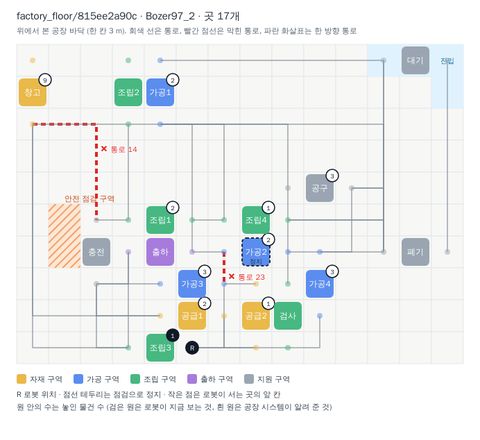 factory_floor/815ee2a90c · Bozer97_2 · 곳 17개
위에서 본 공장 바닥 (한 칸 3 m). 회색 선은 통로, 빨간 점선은 막힌 통로, 파란 화살표는 한 방향 통로
대기
전립
창고 9
조립2
가공1 2
통로 14
공구 3
안전 점검 구역
조립1 2
조립4 1
충전
출하
가공2 2
폐기
통로 23
가공3 3
가공4 3
공급1 2
공급2 1
검사
조립3 1
R
자재 구역
가공 구역
조립 구역
출하 구역
지원 구역
R 로봇 위치 · 점선 테두리는 점검으로 정지 · 작은 점은 로봇이 서는 곳의 앞 칸
원 안의 수는 놓인 물건 수 (검은 원은 로봇이 지금 보는 것, 흰 원은 공장 시스템이 알려 준 것)